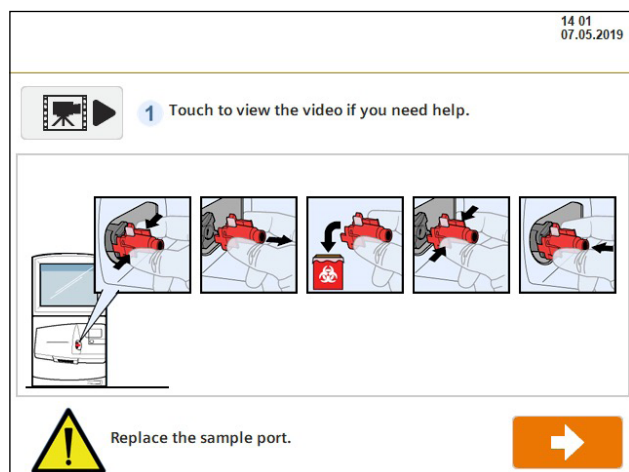 14 01
07.05.2019
1 Touch to view the video if you need help.
Replace the sample port.